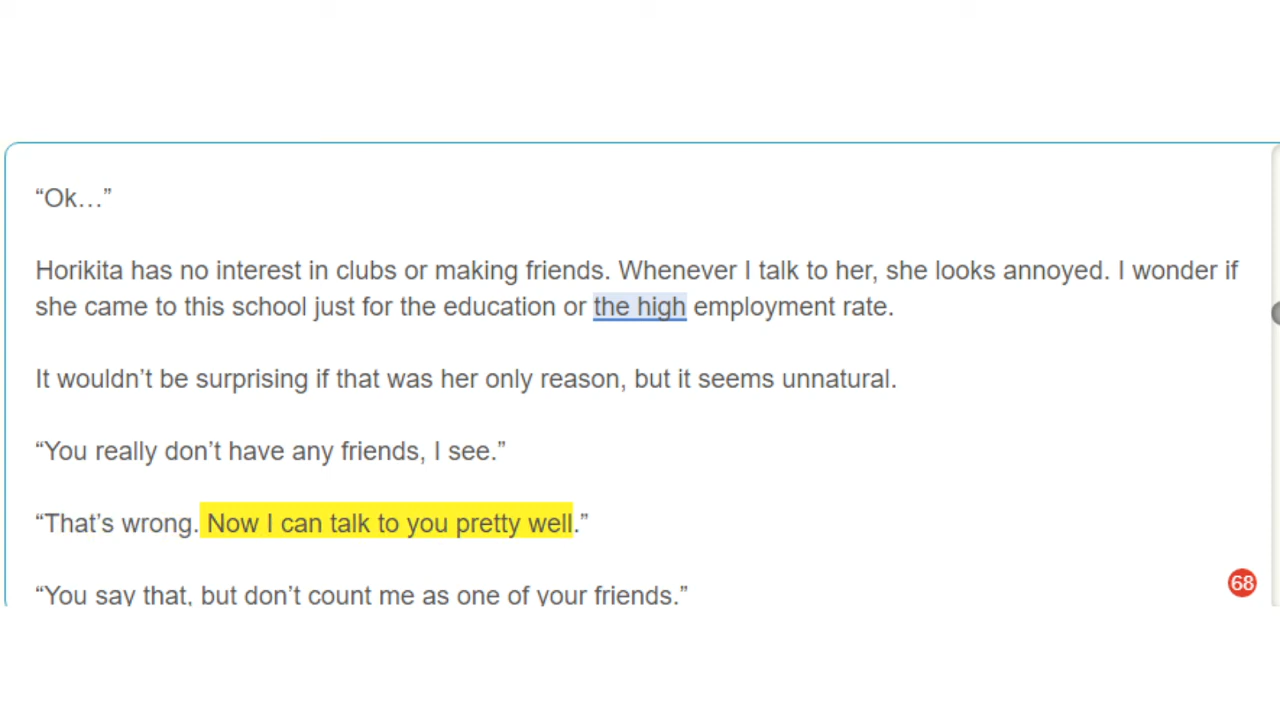 “Ok…”
Horikita has no interest in clubs or making friends. Whenever I talk to her, she looks annoyed. I wonder if
she came to this school just for the education or the high employment rate.
It wouldn’t be surprising if that was her only reason, but it seems unnatural.
“You really don’t have any friends, I see.”
“That’s wrong. Now I can talk to you pretty well.”
“You say that, but don’t count me as one of your friends.”
68